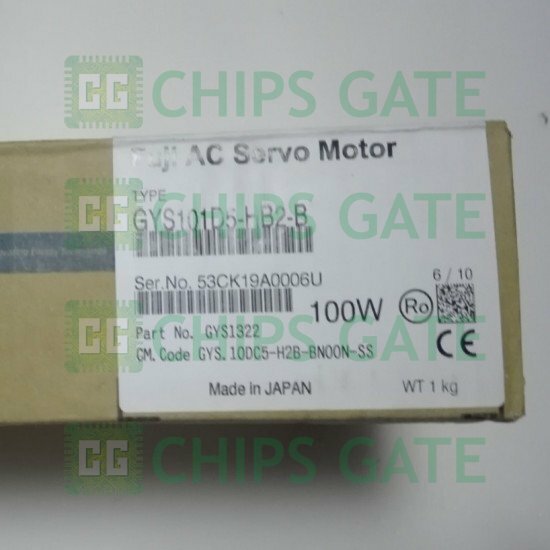 CG CHIPS GATE
Fuji AC Servo Motor
TYPE
GYS101D5-HB2-B
CG CHIPS GATE
Ser.No. 53CK19A0006U
6 / 10
100W
Ro
Part No. GYS1322
CM.Code GYS.10DC5-H2B-BN00N-SS
CE
CG CHIPS GATE
Made in JAPAN
WT 1 kg
CG CHIPS GATE